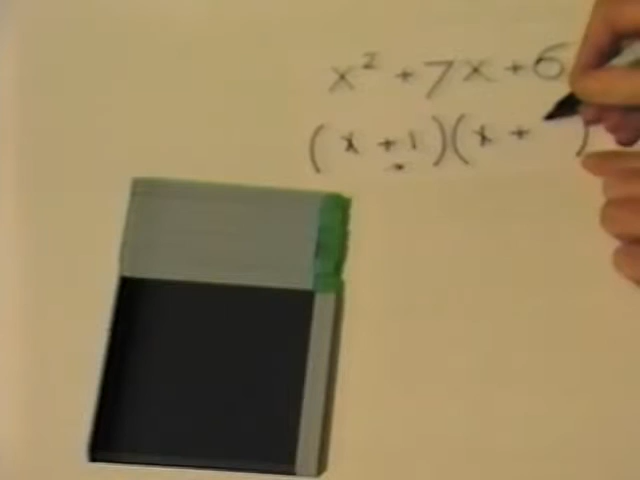 x² + 7x + 6
(x + 1)(x + )